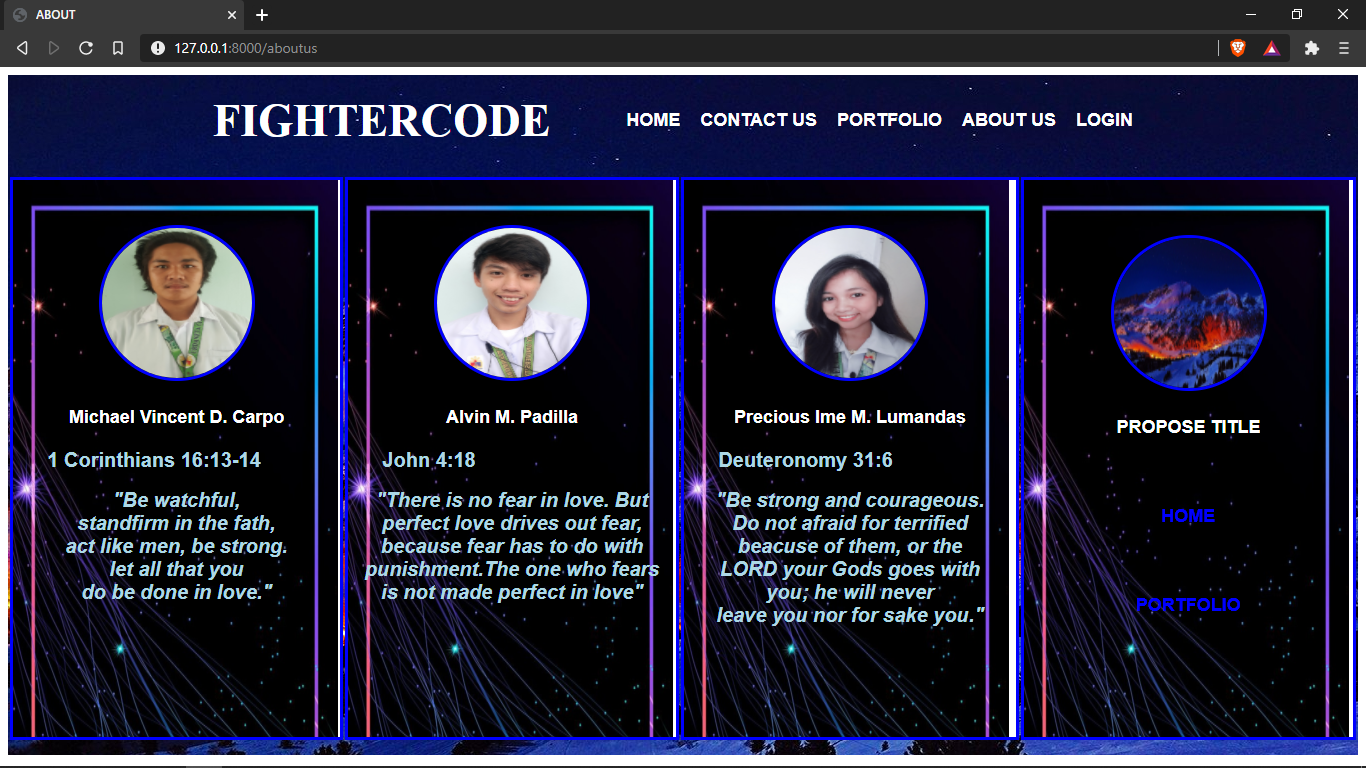 ABOUT
127.0.0.1:8000/aboutus
FIGHTERCODE
HOME CONTACT US PORTFOLIO ABOUT US LOGIN
Michael Vincent D. Carpo
1 Corinthians 16:13-14
"Be watchful,
standfirm in the fath,
act like men, be strong.
let all that you
do be done in love."
Alvin M. Padilla
John 4:18
"There is no fear in love. But
perfect love drives out fear,
because fear has to do with
punishment.The one who fears
is not made perfect in love"
Precious Ime M. Lumandas
Deuteronomy 31:6
"Be strong and courageous.
Do not afraid for terrified
beacuse of them, or the
LORD your Gods goes with
you; he will never
leave you nor for sake you."
PROPOSE TITLE
HOME
PORTFOLIO